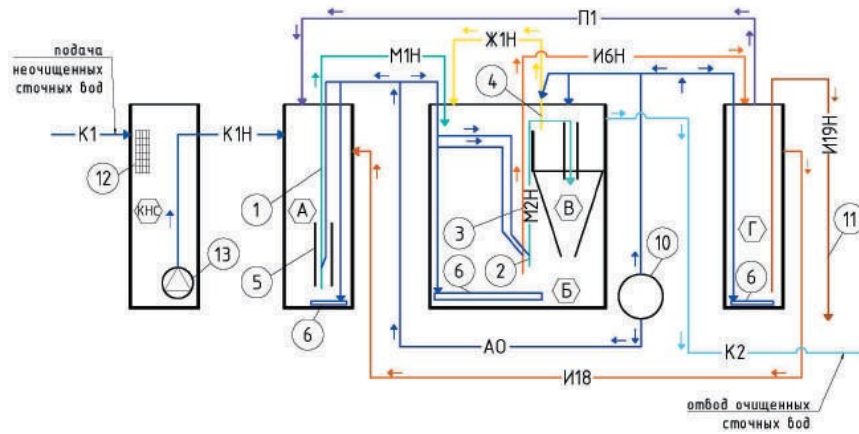 П1
подача
неочищенных
сточных вод
М1Н
Ж1Н
И6Н
4
К1
К1Н
И19Н
12
КНС
1
А
3
М2Н
В
Г
11
13
5
2
10
6
6
6
Б
АО
К2
И18
отвод очищенных
сточных вод